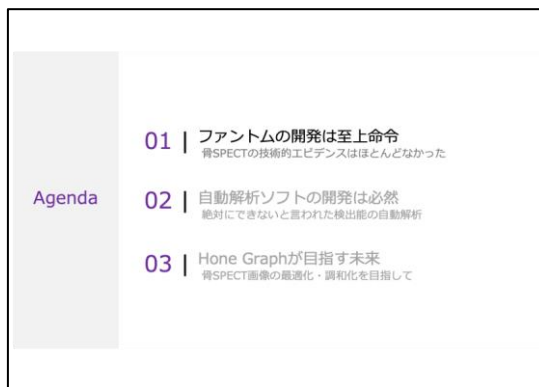 Agenda
01 | ファントムの開発は至上命令
骨SPECTの技術的エビデンスはほとんどなかった
02 | 自動解析ソフトの開発は必然
絶対にできないと言われた検出能の自動解析
03 | Hone Graphが目指す未来
骨SPECT画像の最適化・調和化を目指して